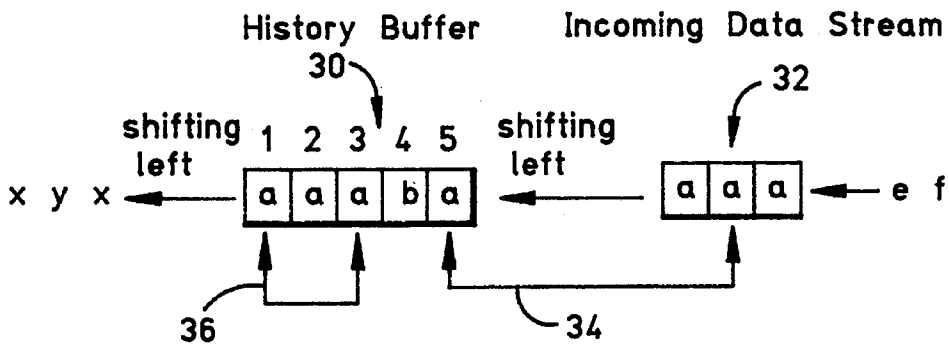 History Buffer
30
Incoming Data Stream
32
shifting left
1 2 3 4 5
shifting left
x y x
a a a b a
a a a
e f
36
34